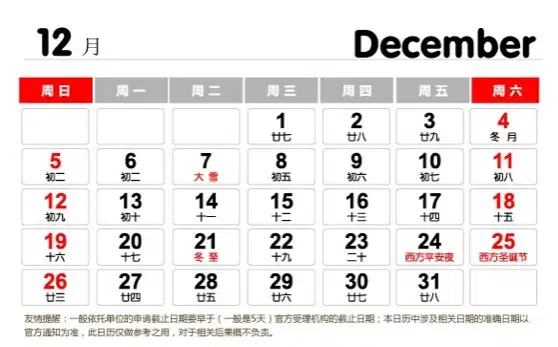 12 月 December
周日 周一 周二 周三 周四 周五 周六
1 2 3 4
廿七 廿八 廿九 冬月
5 6 7 8 9 10 11
初二 初二 大雪 初五 初六 初七 初八
12 13 14 15 16 17 18
初九 初十 十一 十二 十三 十四 十五
19 20 21 22 23 24 25
十六 十七 冬至 十九 二十 西方平安夜 西方圣诞节
26 27 28 29 30 31
廿三 廿四 廿五 廿六 廿七 廿八
友情提醒:一般依托单位的申请截止日期要早于(一般是5天)官方受理机构的截止日期;本日历中涉及相关日期的准确日期以
官方通知为准,此日历仅做参考之用,对于相关后果概不负责。